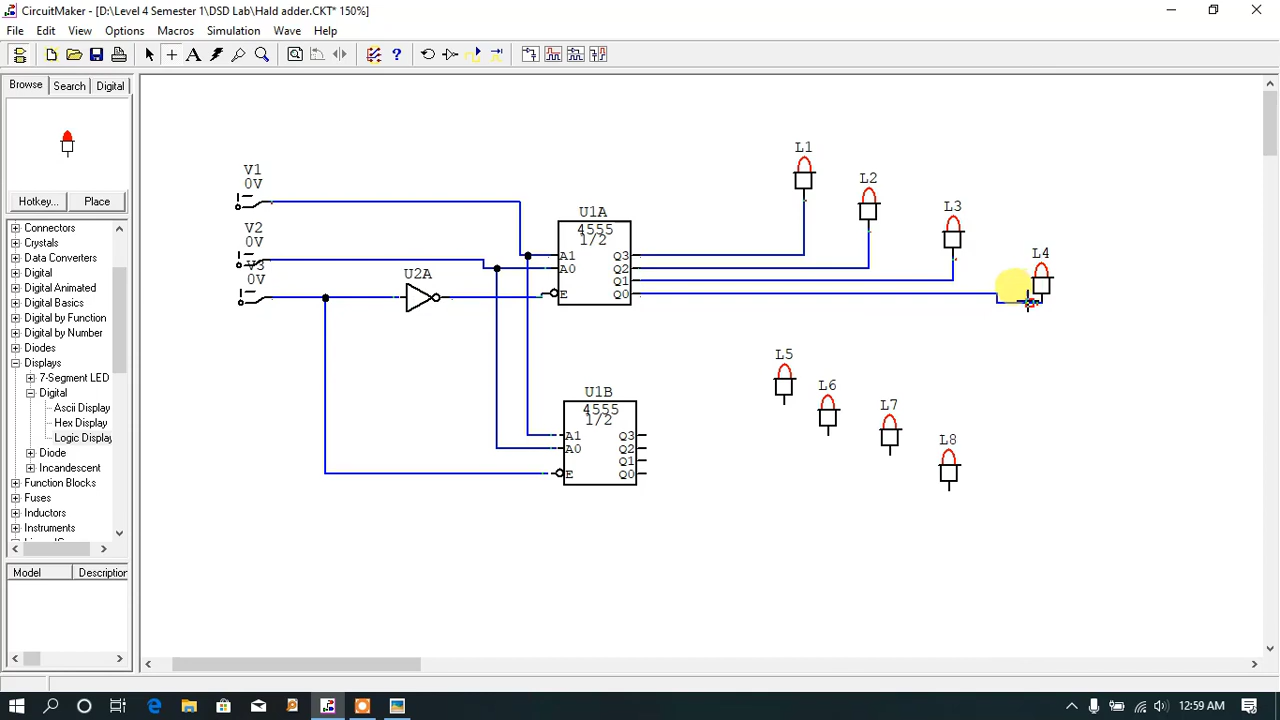 CircuitMaker - [D:\Level 4 Semester 1\DSD Lab\Hald adder.CKT* 150%]
File Edit View Options Macros Simulation Wave Help
Browse Search Digital
Hotkey... Place
Connectors
Crystals
Data Converters
Digital
Digital Animated
Digital Basics
Digital by Function
Digital by Number
Diodes
Displays
7-Segment LED
Digital
Ascii Display
Hex Display
Logic Display
Diode
Incandescent
Function Blocks
Fuses
Inductors
Instruments
Model Description
V1
0V
V2
0V
V3
0V
U2A
U1A
4555
1/2
A1 Q3
A0 Q2
Q1
E Q0
U1B
4555
1/2
A1 Q3
A0 Q2
Q1
E Q0
L1
L2
L3
L4
L5
L6
L7
L8
12:59 AM